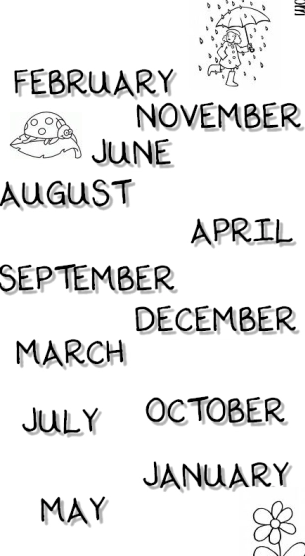 FEBRUARY
NOVEMBER
JUNE
AUGUST
APRIL
SEPTEMBER
DECEMBER
MARCH
JULY
OCTOBER
JANUARY
MAY